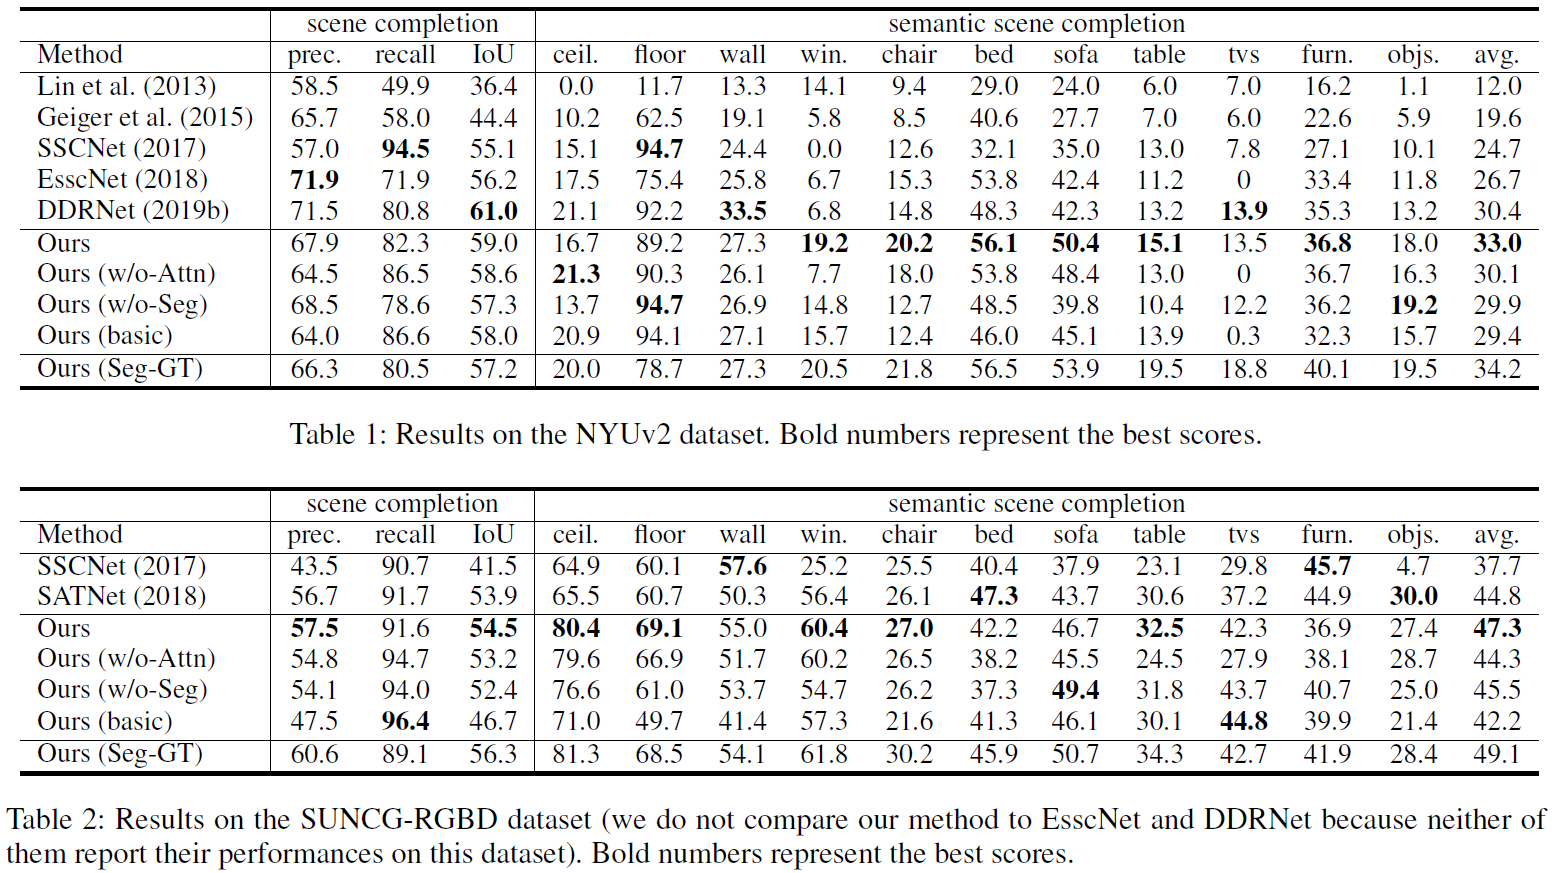 scene completion semantic scene completion
Method prec. recall IoU ceil. floor wall win. chair bed sofa table tvs furn. objs. avg.
Lin et al. (2013) 58.5 49.9 36.4 0.0 11.7 13.3 14.1 9.4 29.0 24.0 6.0 7.0 16.2 1.1 12.0
Geiger et al. (2015) 65.7 58.0 44.4 10.2 62.5 19.1 5.8 8.5 40.6 27.7 7.0 6.0 22.6 5.9 19.6
SSCNet (2017) 57.0 94.5 55.1 15.1 94.7 24.4 0.0 12.6 32.1 35.0 13.0 7.8 27.1 10.1 24.7
EsscNet (2018) 71.9 71.9 56.2 17.5 75.4 25.8 6.7 15.3 53.8 42.4 11.2 0 33.4 11.8 26.7
DDRNet (2019b) 71.5 80.8 61.0 21.1 92.2 33.5 6.8 14.8 48.3 42.3 13.2 13.9 35.3 13.2 30.4
Ours 67.9 82.3 59.0 16.7 89.2 27.3 19.2 20.2 56.1 50.4 15.1 13.5 36.8 18.0 33.0
Ours (w/o-Attn) 64.5 86.5 58.6 21.3 90.3 26.1 7.7 18.0 53.8 48.4 13.0 0 36.7 16.3 30.1
Ours (w/o-Seg) 68.5 78.6 57.3 13.7 94.7 26.9 14.8 12.7 48.5 39.8 10.4 12.2 36.2 19.2 29.9
Ours (basic) 64.0 86.6 58.0 20.9 94.1 27.1 15.7 12.4 46.0 45.1 13.9 0.3 32.3 15.7 29.4
Ours (Seg-GT) 66.3 80.5 57.2 20.0 78.7 27.3 20.5 21.8 56.5 53.9 19.5 18.8 40.1 19.5 34.2
Table 1: Results on the NYUv2 dataset. Bold numbers represent the best scores.
scene completion semantic scene completion
Method prec. recall IoU ceil. floor wall win. chair bed sofa table tvs furn. objs. avg.
SSCNet (2017) 43.5 90.7 41.5 64.9 60.1 57.6 25.2 25.5 40.4 37.9 23.1 29.8 45.7 4.7 37.7
SATNet (2018) 56.7 91.7 53.9 65.5 60.7 50.3 56.4 26.1 47.3 43.7 30.6 37.2 44.9 30.0 44.8
Ours 57.5 91.6 54.5 80.4 69.1 55.0 60.4 27.0 42.2 46.7 32.5 42.3 36.9 27.4 47.3
Ours (w/o-Attn) 54.8 94.7 53.2 79.6 66.9 51.7 60.2 26.5 38.2 45.5 24.5 27.9 38.1 28.7 44.3
Ours (w/o-Seg) 54.1 94.0 52.4 76.6 61.0 53.7 54.7 26.2 37.3 49.4 31.8 43.7 40.7 25.0 45.5
Ours (basic) 47.5 96.4 46.7 71.0 49.7 41.4 57.3 21.6 41.3 46.1 30.1 44.8 39.9 21.4 42.2
Ours (Seg-GT) 60.6 89.1 56.3 81.3 68.5 54.1 61.8 30.2 45.9 50.7 34.3 42.7 41.9 28.4 49.1
Table 2: Results on the SUNCG-RGBD dataset (we do not compare our method to EsscNet and DDRNet because neither of
them report their performances on this dataset). Bold numbers represent the best scores.